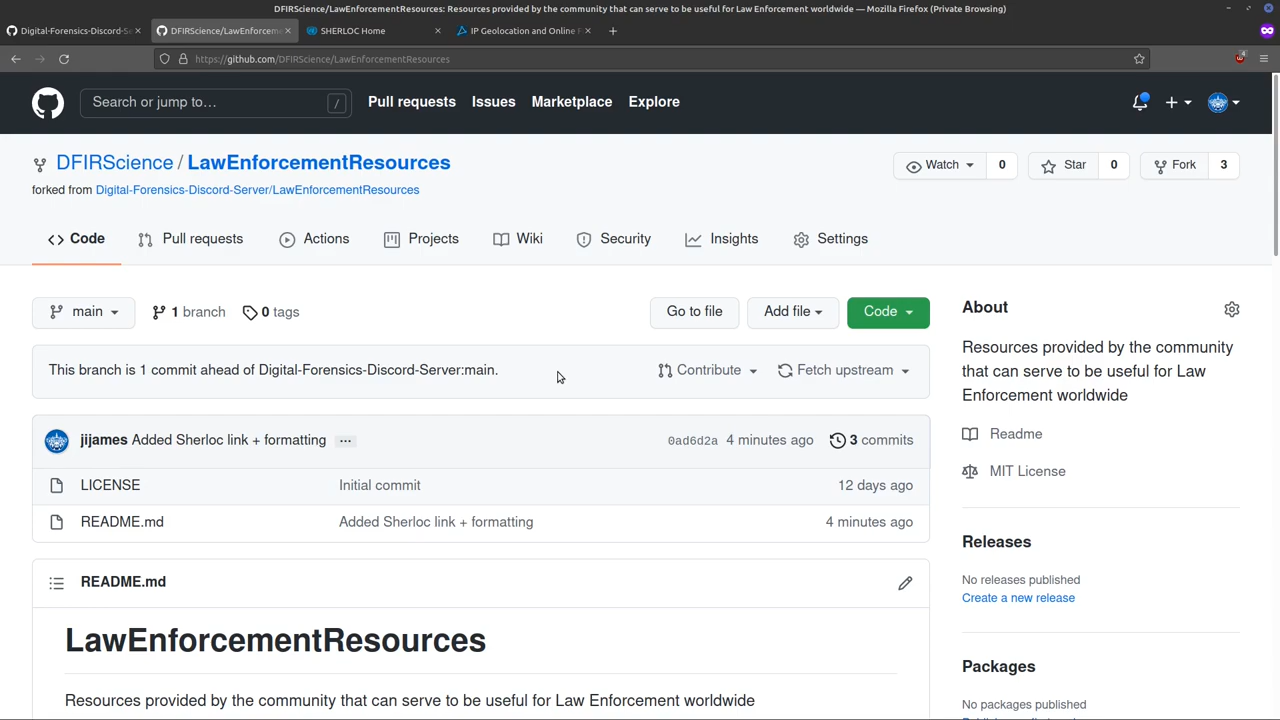 DFIRScience/LawEnforcementResources: Resources provided by the community that can serve to be useful for Law Enforcement worldwide — Mozilla Firefox (Private Browsing)
Digital-Forensics-Discord-S
DFIRScience/LawEnforcem
SHERLOC Home
IP Geolocation and Online
https://github.com/DFIRScience/LawEnforcementResources
4
Search or jump to…
/
Pull requests
Issues
Marketplace
Explore
DFIRScience / LawEnforcementResources
Watch 0
Star 0
Fork 3
forked from Digital-Forensics-Discord-Server/LawEnforcementResources
Code
Pull requests
Actions
Projects
Wiki
Security
Insights
Settings
main
1 branch
0 tags
Go to file
Add file
Code
This branch is 1 commit ahead of Digital-Forensics-Discord-Server:main.
Contribute
Fetch upstream
jijames Added Sherloc link + formatting ...
0ad6d2a 4 minutes ago
3 commits
LICENSE
Initial commit
12 days ago
README.md
Added Sherloc link + formatting
4 minutes ago
README.md
LawEnforcementResources
Resources provided by the community that can serve to be useful for Law Enforcement worldwide
About
Resources provided by the community
that can serve to be useful for Law
Enforcement worldwide
Readme
MIT License
Releases
No releases published
Create a new release
Packages
No packages published